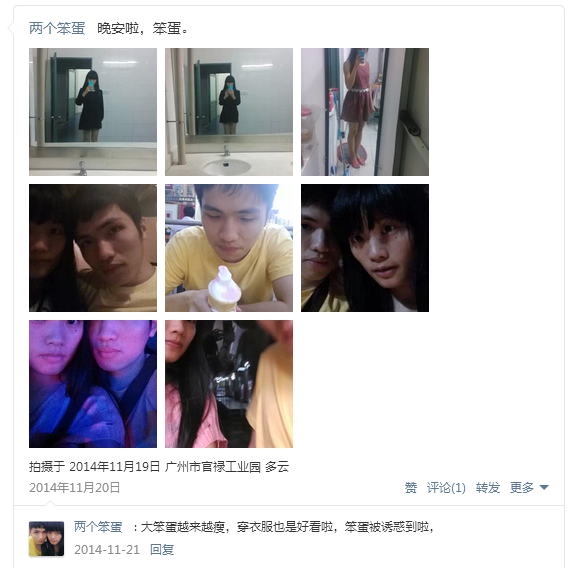 两个笨蛋 晚安啦，笨蛋。
拍摄于 2014年11月19日 广州市官禄工业园 多云
2014年11月20日 赞 评论(1) 转发 更多
两个笨蛋 : 大笨蛋越来越瘦，穿衣服也是好看啦，笨蛋被诱惑到啦，
2014-11-21 回复